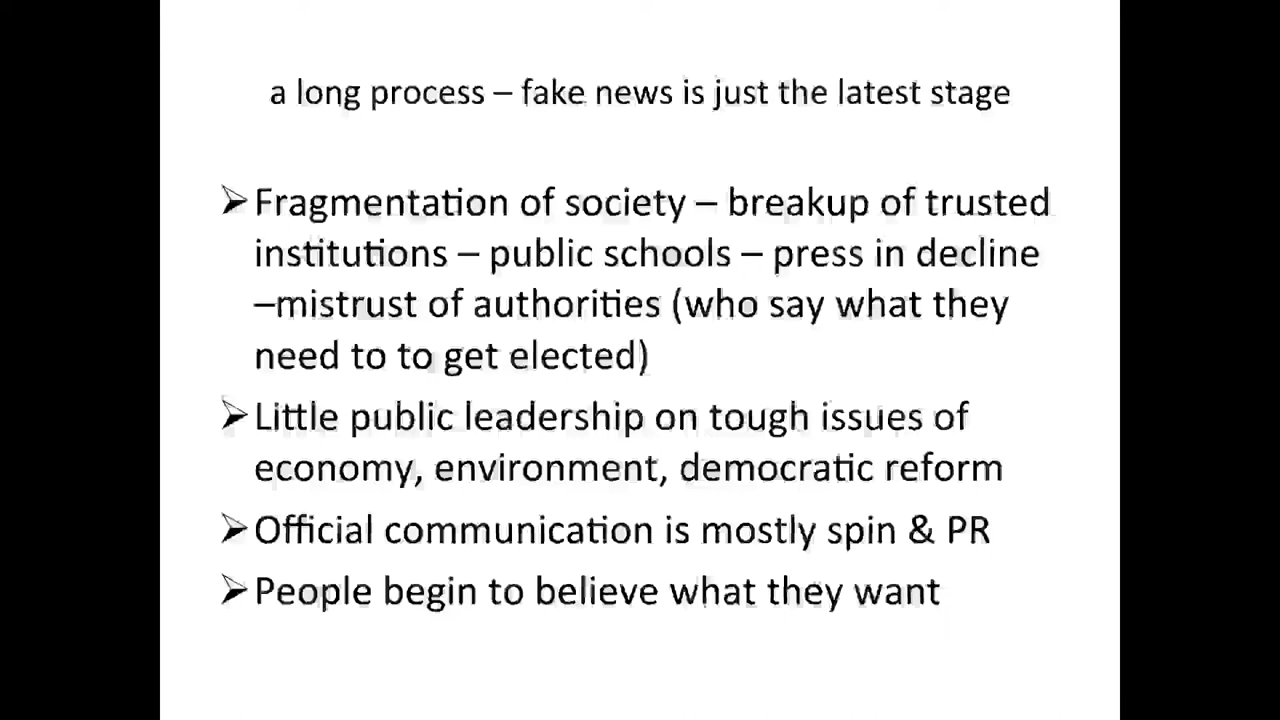 a long process – fake news is just the latest stage
➢Fragmentation of society – breakup of trusted
institutions – public schools – press in decline
–mistrust of authorities (who say what they
need to to get elected)
➢Little public leadership on tough issues of
economy, environment, democratic reform
➢Official communication is mostly spin & PR
➢People begin to believe what they want